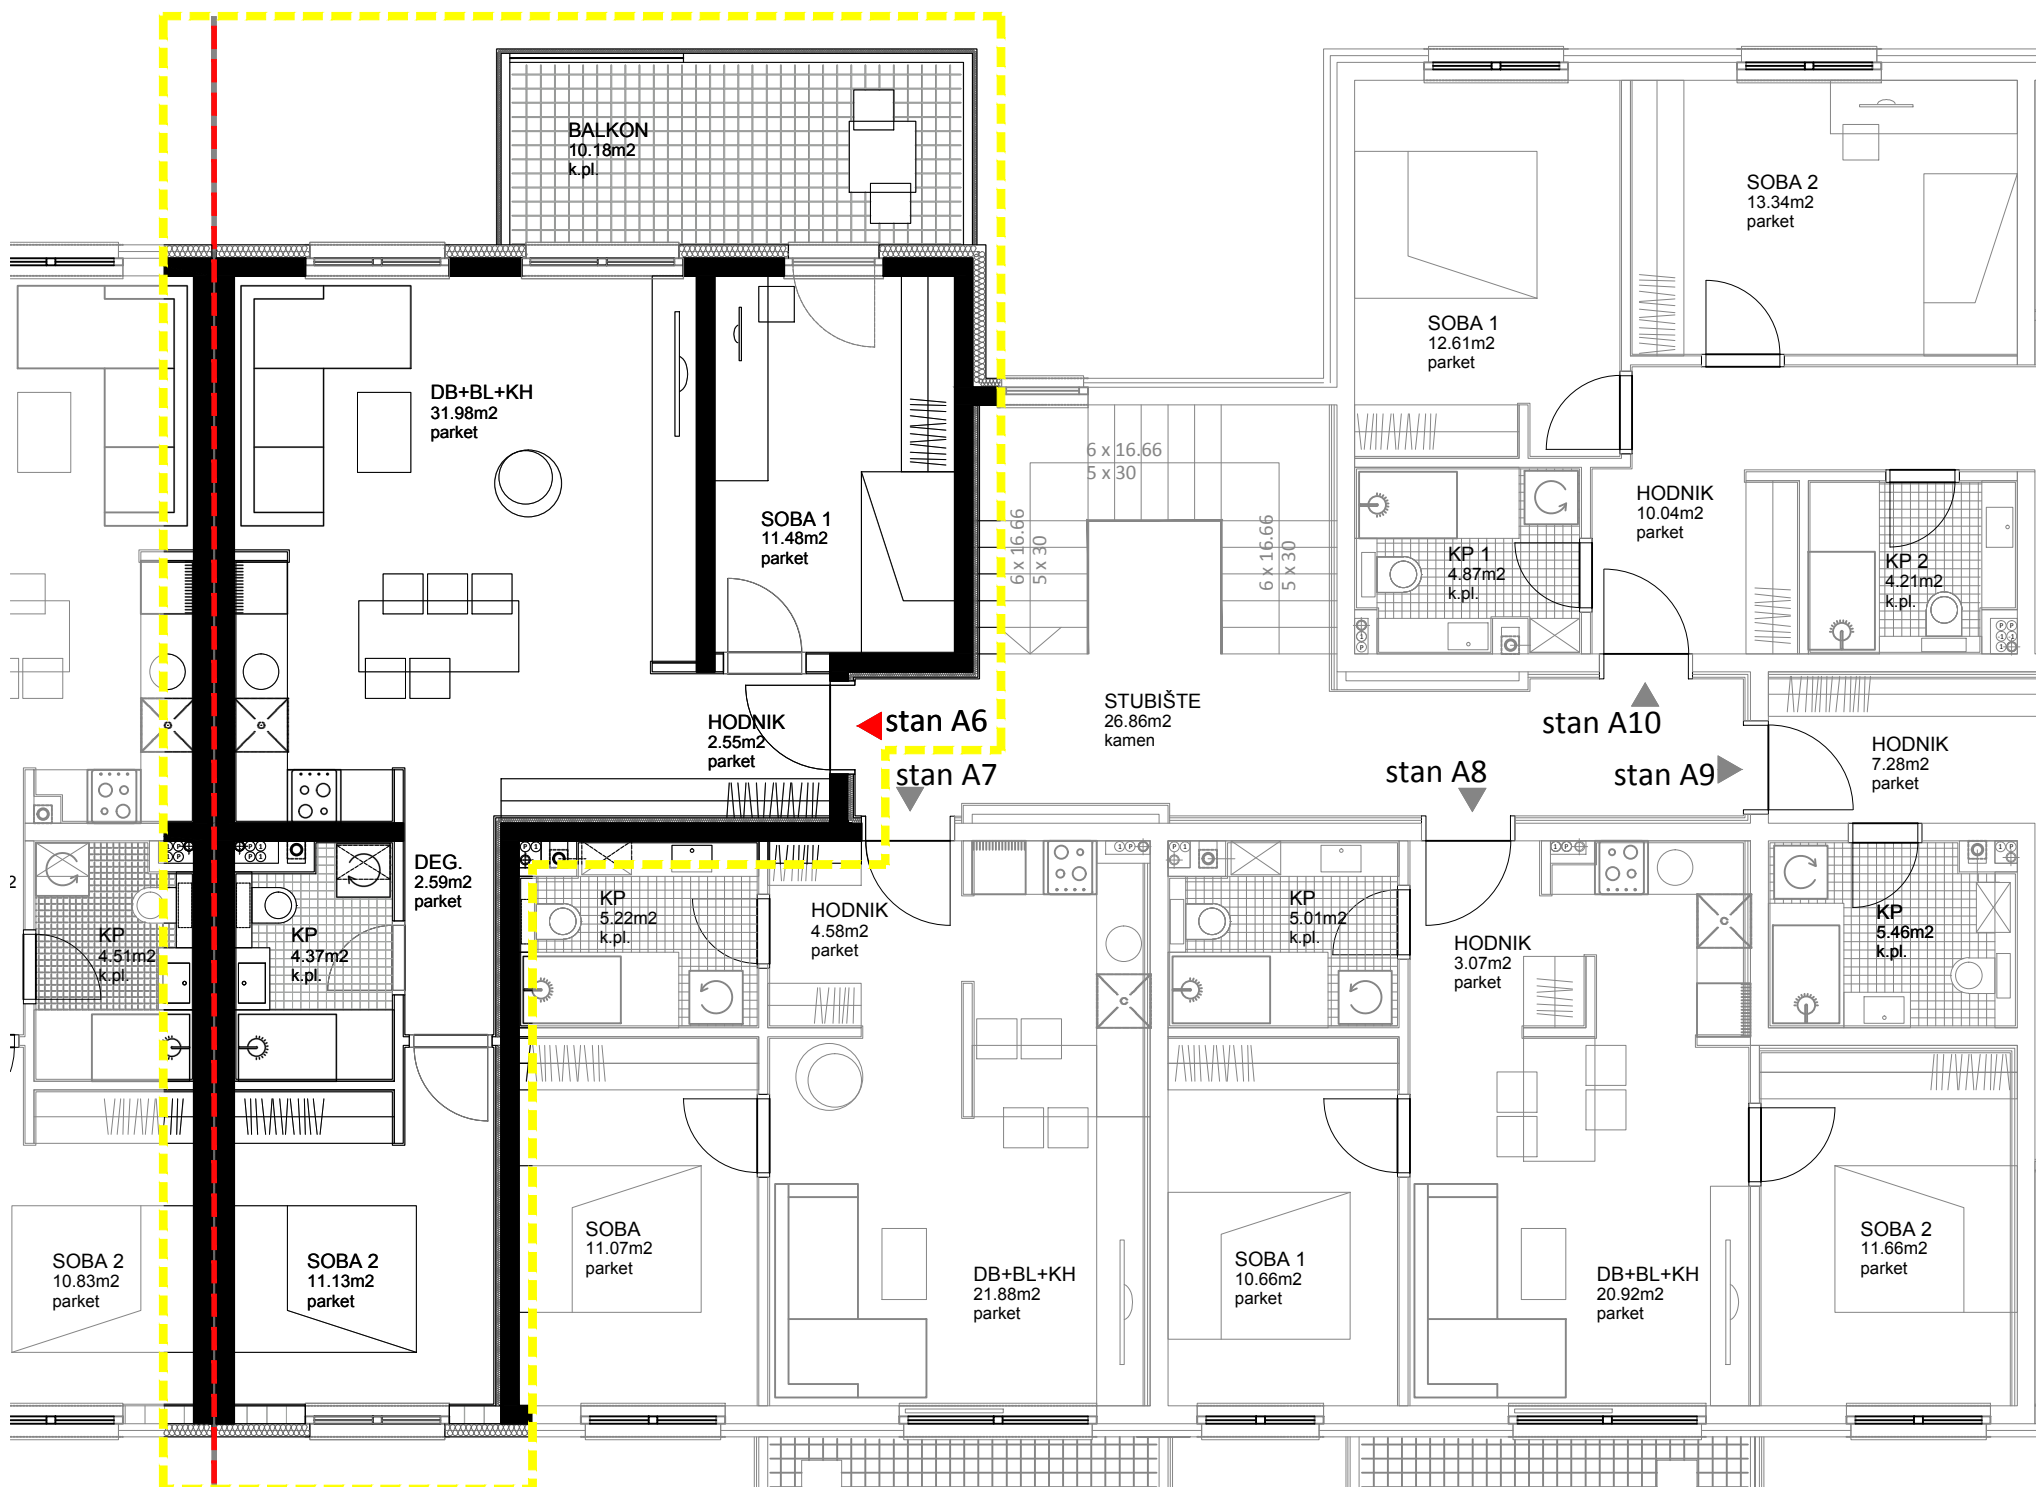 BALKON
10.18m2
k.pl.
SOBA 2
13.34m2
parket
SOBA 1
12.61m2
parket
DB+BL+KH
31.98m2
parket
6 x 16.66
5 x 30
SOBA 1
11.48m2
parket
6 x 16.66
5 x 30
6 x 16.66
5 x 30
HODNIK
10.04m2
parket
KP 1
4.87m2
k.pl.
KP 2
4.21m2
k.pl.
HODNIK
2.55m2
parket
stan A6
STUBIŠTE
26.86m2
kamen
stan A10
HODNIK
7.28m2
parket
stan A7
stan A8
stan A9
DEG.
2.59m2
parket
2
KP
4.51m2
k.pl.
KP
4.37m2
k.pl.
KP
5.22m2
k.pl.
HODNIK
4.58m2
parket
KP
5.01m2
k.pl.
HODNIK
3.07m2
parket
KP
5.46m2
k.pl.
SOBA 2
10.83m2
parket
SOBA 2
11.13m2
parket
SOBA
11.07m2
parket
DB+BL+KH
21.88m2
parket
SOBA 1
10.66m2
parket
DB+BL+KH
20.92m2
parket
SOBA 2
11.66m2
parket